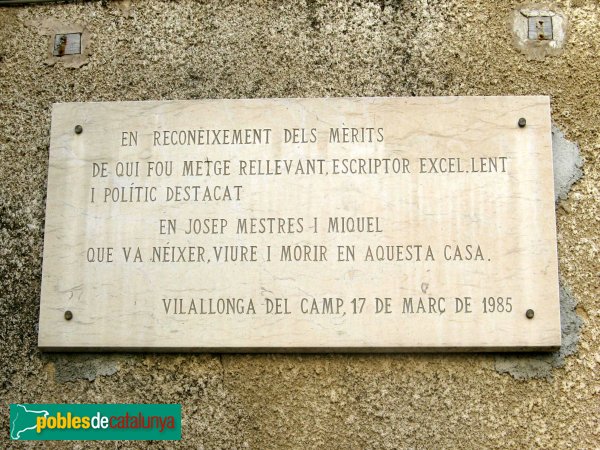 EN RECONEIXEMENT DELS MÈRITS
DE QUI FOU METGE RELLEVANT, ESCRIPTOR EXCEL.LENT
I POLÍTIC DESTACAT
EN JOSEP MESTRES I MIQUEL
QUE VA NÉIXER, VIURE I MORIR EN AQUESTA CASA.
VILALLONGA DEL CAMP, 17 DE MARÇ DE 1985
poblesdecatalunya